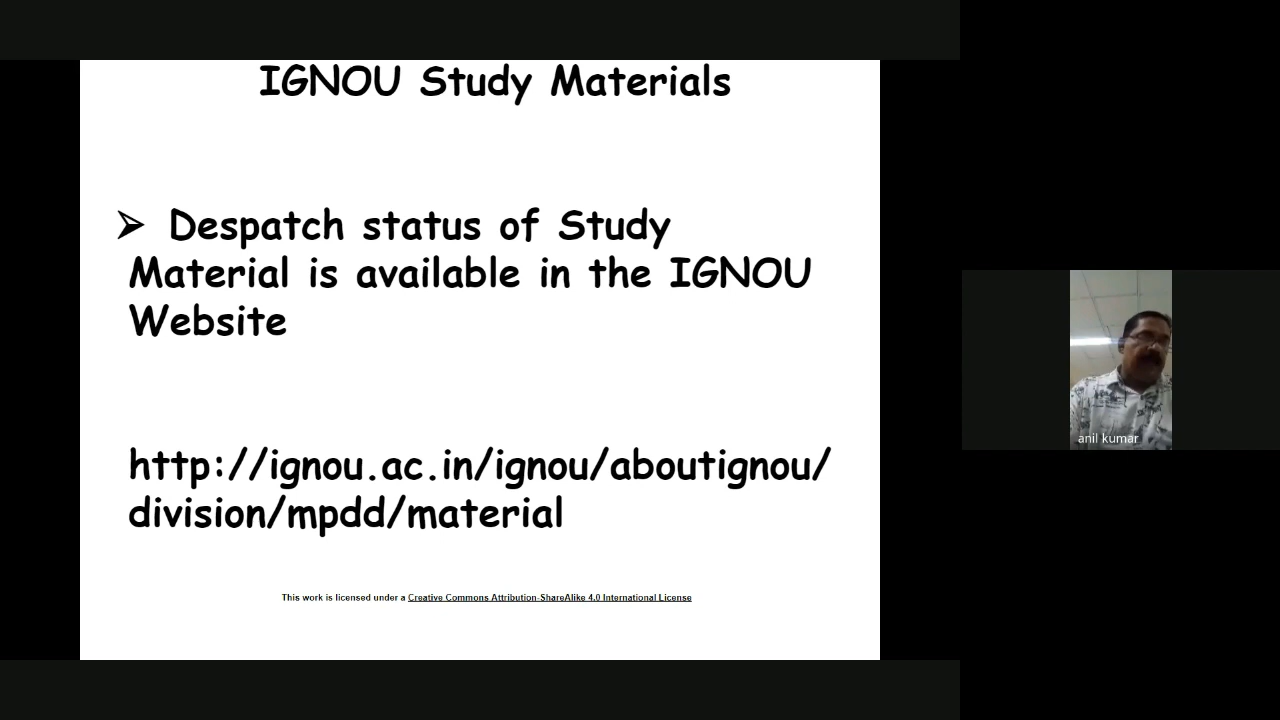 IGNOU Study Materials
➢ Despatch status of Study
Material is available in the IGNOU
Website
http://ignou.ac.in/ignou/aboutignou/
division/mpdd/material
This work is licensed under a Creative Commons Attribution-ShareAlike 4.0 International License
anil kumar